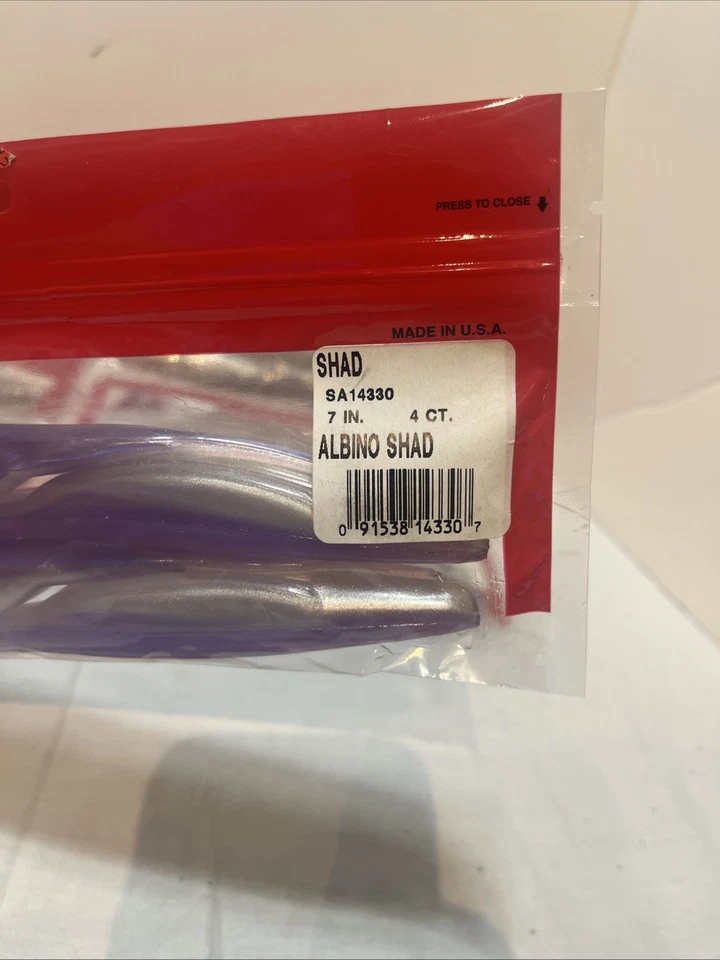 PRESS TO CLOSE
MADE IN U.S.A.
SHAD
SA14330
7 IN. 4 CT.
ALBINO SHAD
0 91538 14330 7